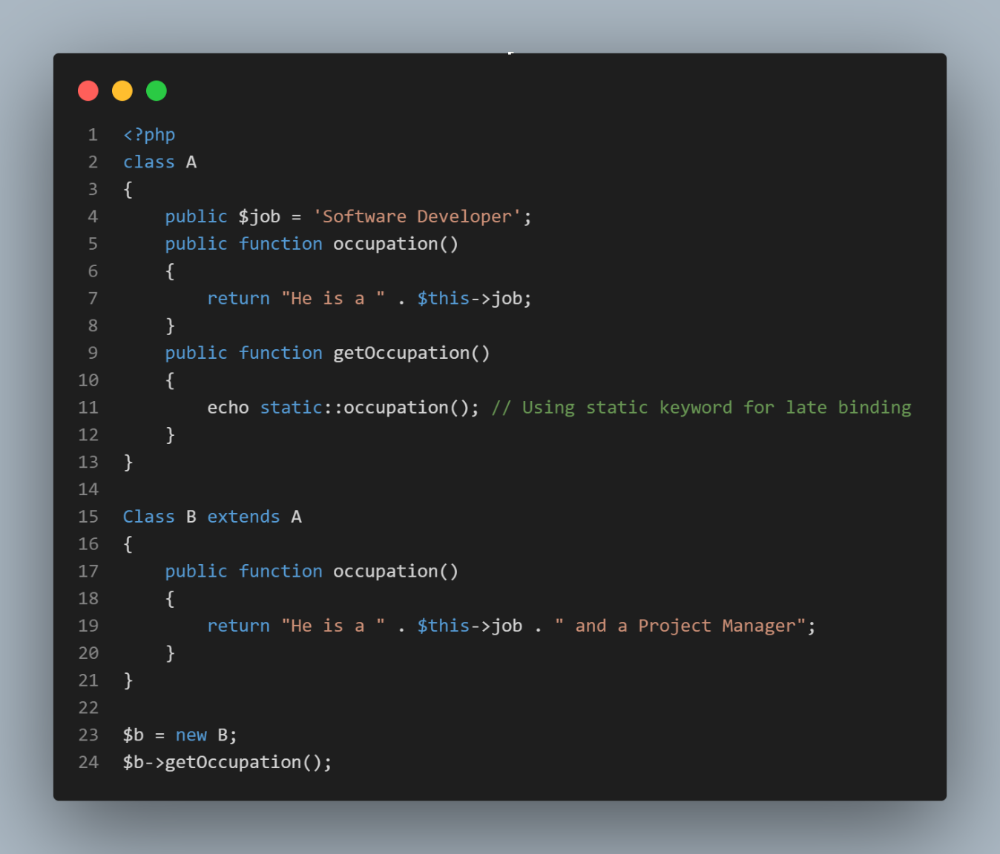 1 <?php
2 class A
3 {
4     public $job = 'Software Developer';
5     public function occupation()
6     {
7         return "He is a " . $this->job;
8     }
9     public function getOccupation()
10     {
11         echo static::occupation(); // Using static keyword for late binding
12     }
13 }
14
15 Class B extends A
16 {
17     public function occupation()
18     {
19         return "He is a " . $this->job . " and a Project Manager";
20     }
21 }
22
23 $b = new B;
24 $b->getOccupation();